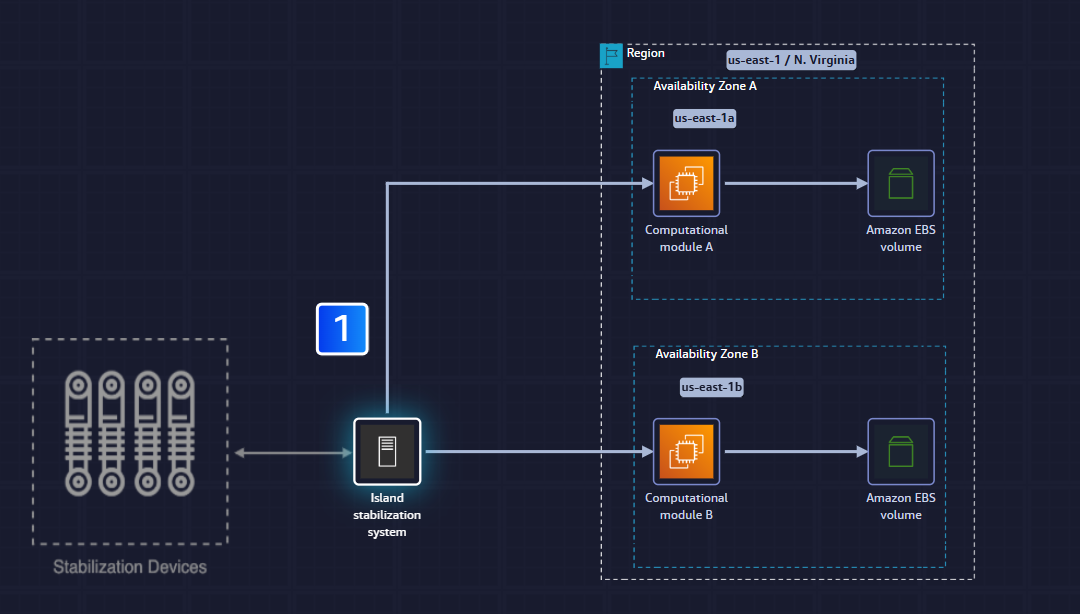 Region
us-east-1 / N. Virginia
Availability Zone A
us-east-1a
Computational
module A
Amazon EBS
volume
1
Availability Zone B
us-east-1b
Computational
module B
Amazon EBS
volume
Island
stabilization
system
Stabilization Devices